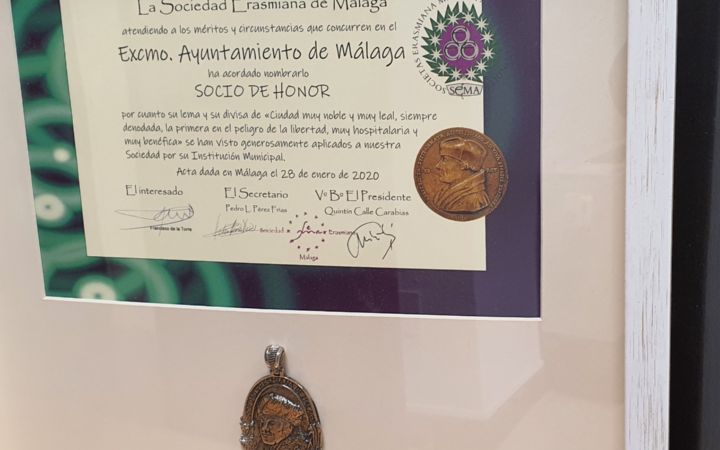 La Sociedad Erasmiana de Málaga
atendiendo a los méritos y circunstancias que concurren en el
Excmo. Ayuntamiento de Málaga
ha acordado nombrarlo
SOCIO DE HONOR
por cuanto su lema y su divisa de «Ciudad muy noble y muy leal, siempre
denodada, la primera en el peligro de la libertad, muy hospitalaria y
muy benéfica» se han visto generosamente aplicados a nuestra
Sociedad por su Institución Municipal.
Acta dada en Málaga el 28 de enero de 2020
El interesado
El Secretario
Vº Bº El Presidente
Pedro L. Pérez Frías
Quintín Calle Carabias
Francisco de la Torre
Sociedad
Erasmiana
Málaga
SOCIETAS ERASMIANA
SEMA